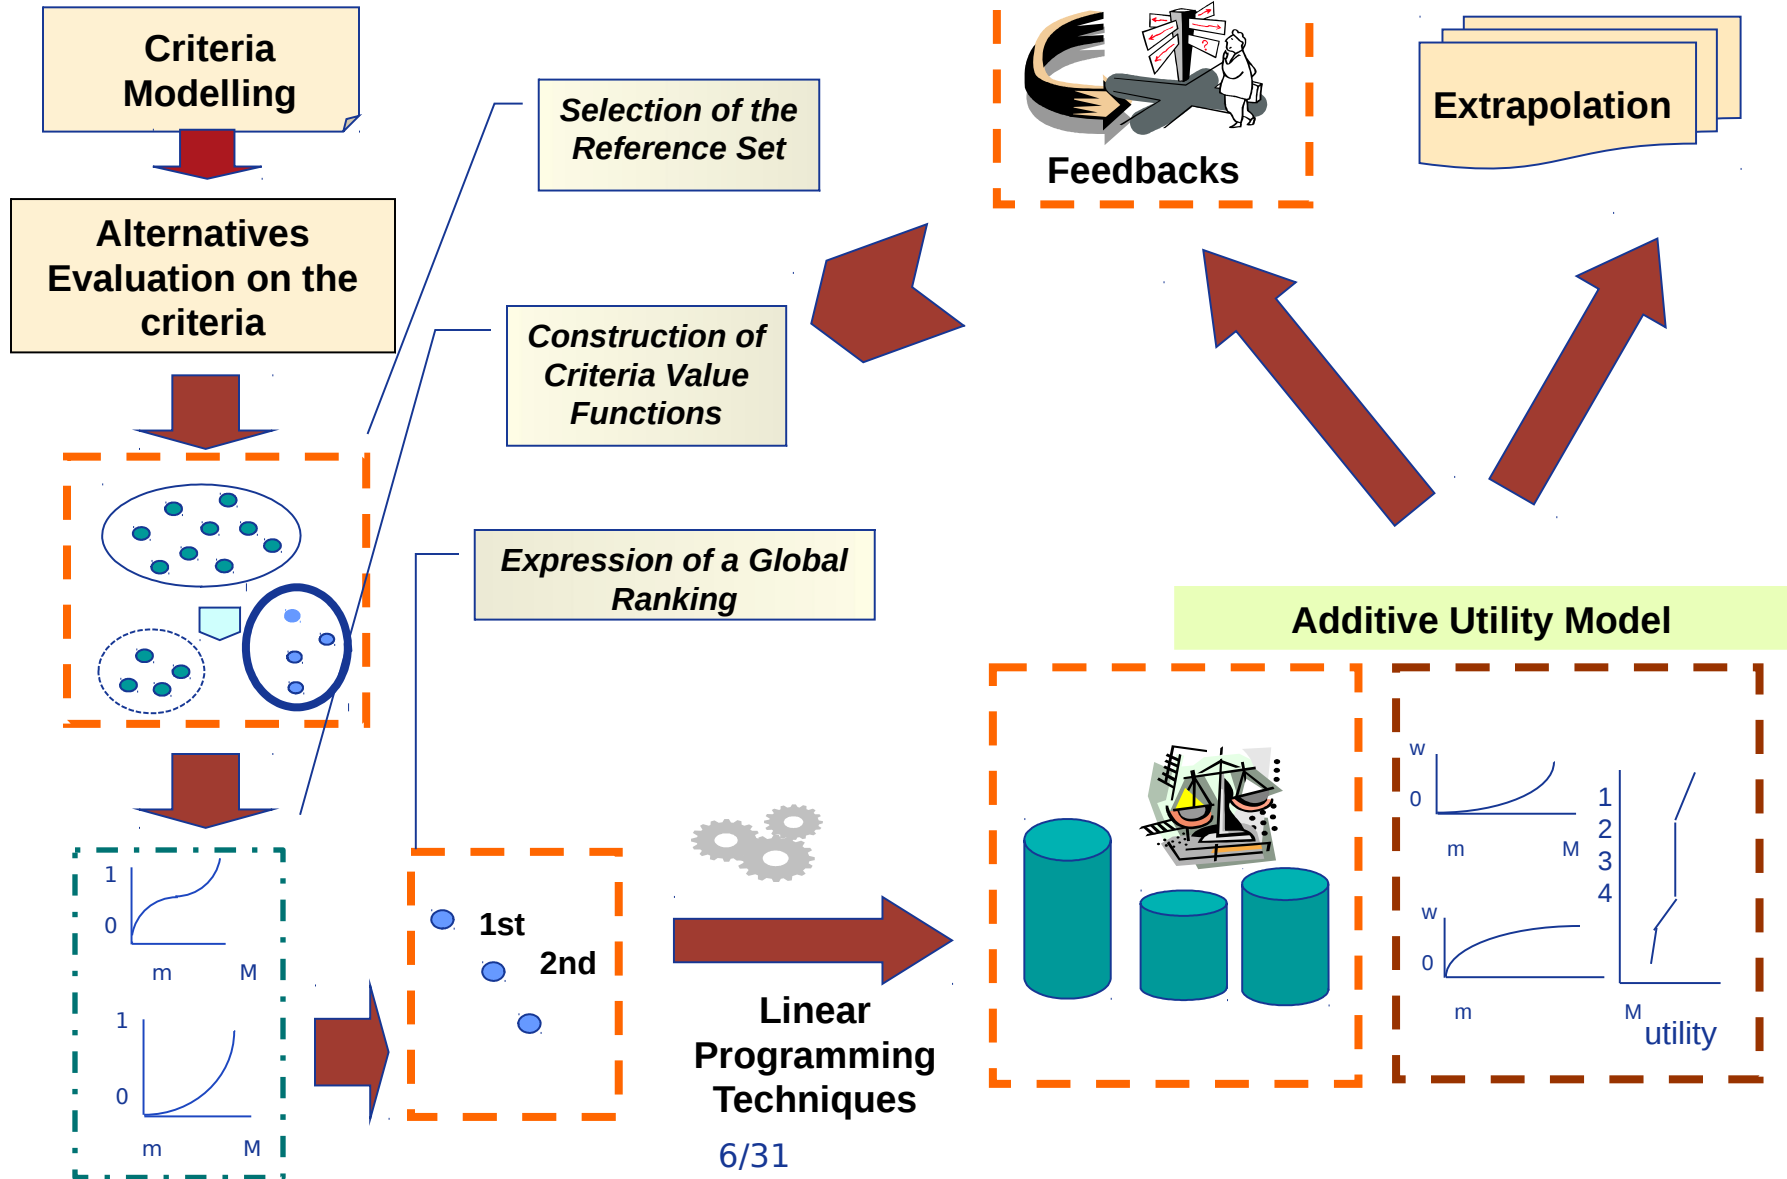 Criteria
Modelling
Alternatives
Evaluation on the
criteria
Selection of the
Reference Set
Construction of
Criteria Value
Functions
Expression of a Global
Ranking
?
Feedbacks
Extrapolation
Additive Utility Model
1
0
m M
1
0
m M
1st
2nd
Linear
Programming
Techniques
6/31
w
0
m M
w
0
m M
1
2
3
4
utility